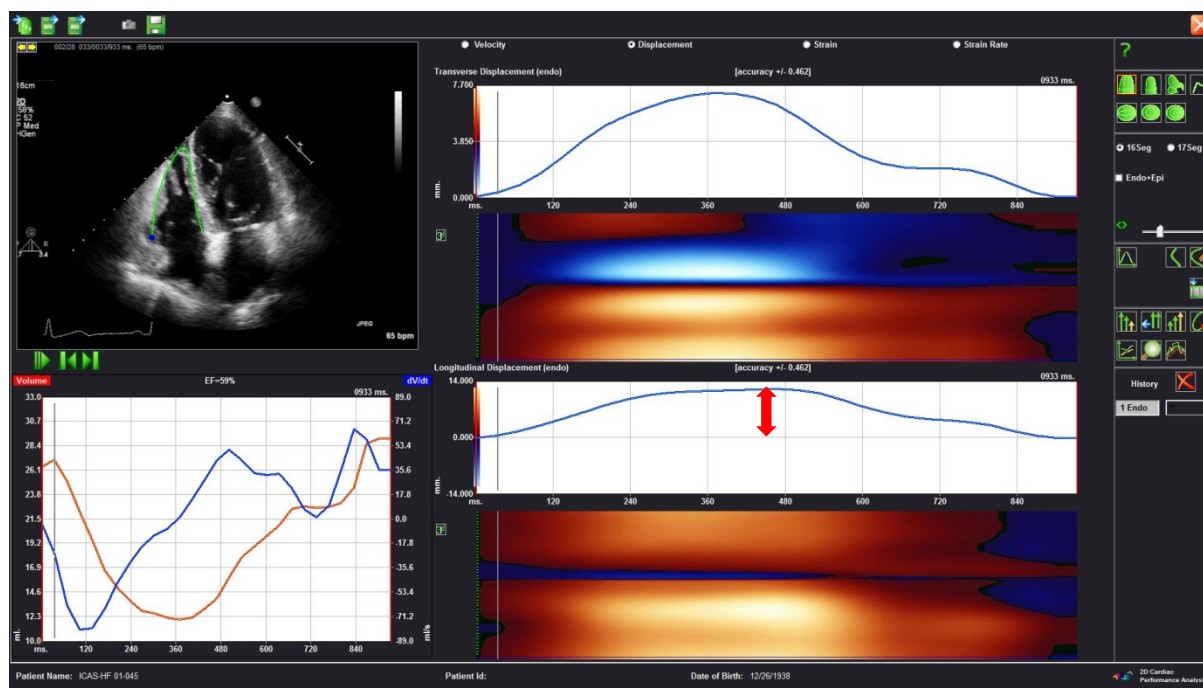 002/28 033/0033/933 ms. (65 bpm)
16cm
2D
58%
C 52
P Med
HGen
M
G
R
3.4
JPEG
65 bpm
Velocity Displacement Strain Strain Rate
Transverse Displacement (endo) [accuracy +/- 0.462]
0933 ms.
7.700
3.850
0.000
mm.
ms. 120 240 360 480 600 720 840
Longitudinal Displacement (endo) [accuracy +/- 0.462]
0933 ms.
14.000
0.000
-14.000
mm.
ms. 120 240 360 480 600 720 840
Volume EF=59% dV/dt
0933 ms.
33.0 89.0
30.7 71.2
28.4 53.4
26.1 35.6
23.8 17.8
21.5 0.0
19.2 -17.8
16.9 -35.6
14.6 -53.4
12.3 -71.2
10.0 -89.0
ml. ml/s
ms. 120 240 360 480 600 720 840
?
16Seg 17Seg
Endo+Epi
History
1 Endo
Patient Name: ICAS-HF 01-045 Patient Id: Date of Birth: 12/26/1938
2D Cardiac
Performance Analysis